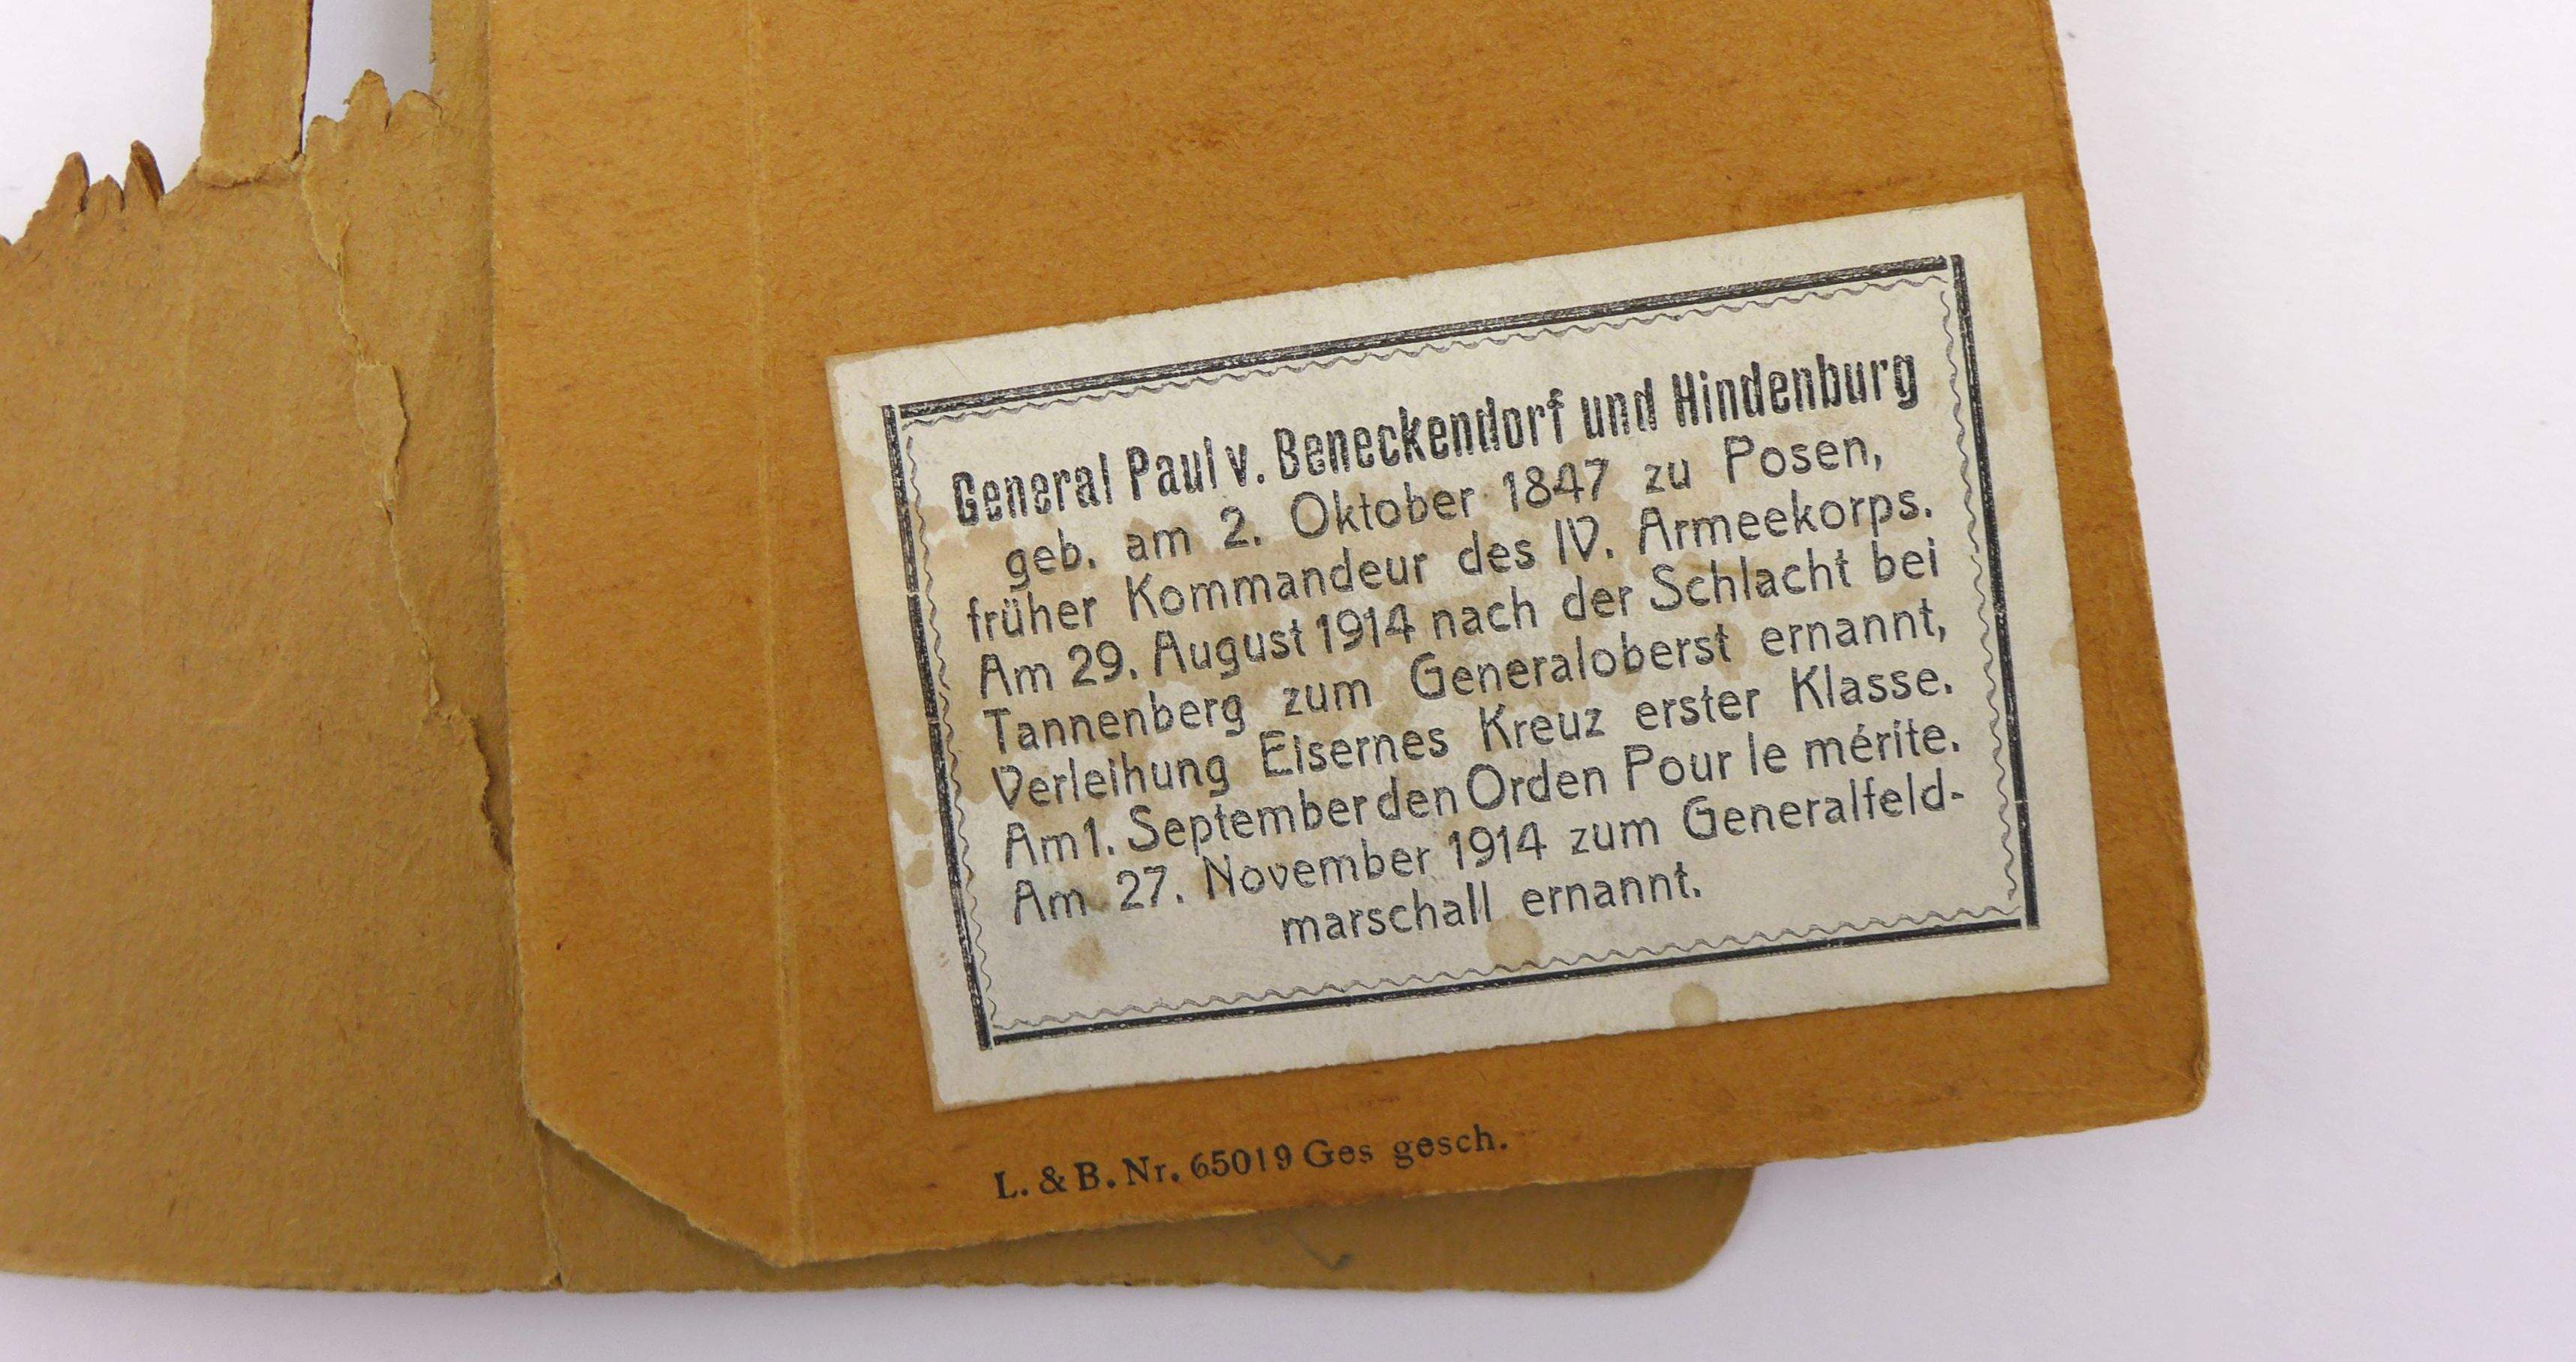 General Paul v. Beneckendorf und Hindenburg
geb. am 2. Oktober 1847 zu Posen,
früher Kommandeur des IV. Armeekorps.
Am 29. August 1914 nach der Schlacht bei
Tannenberg zum Generaloberst ernannt,
Verleihung Eisernes Kreuz erster Klasse.
Am 1. September den Orden Pour le mérite.
Am 27. November 1914 zum Generalfeld-
marschall ernannt.
L. & B. Nr. 65019 Ges gesch.